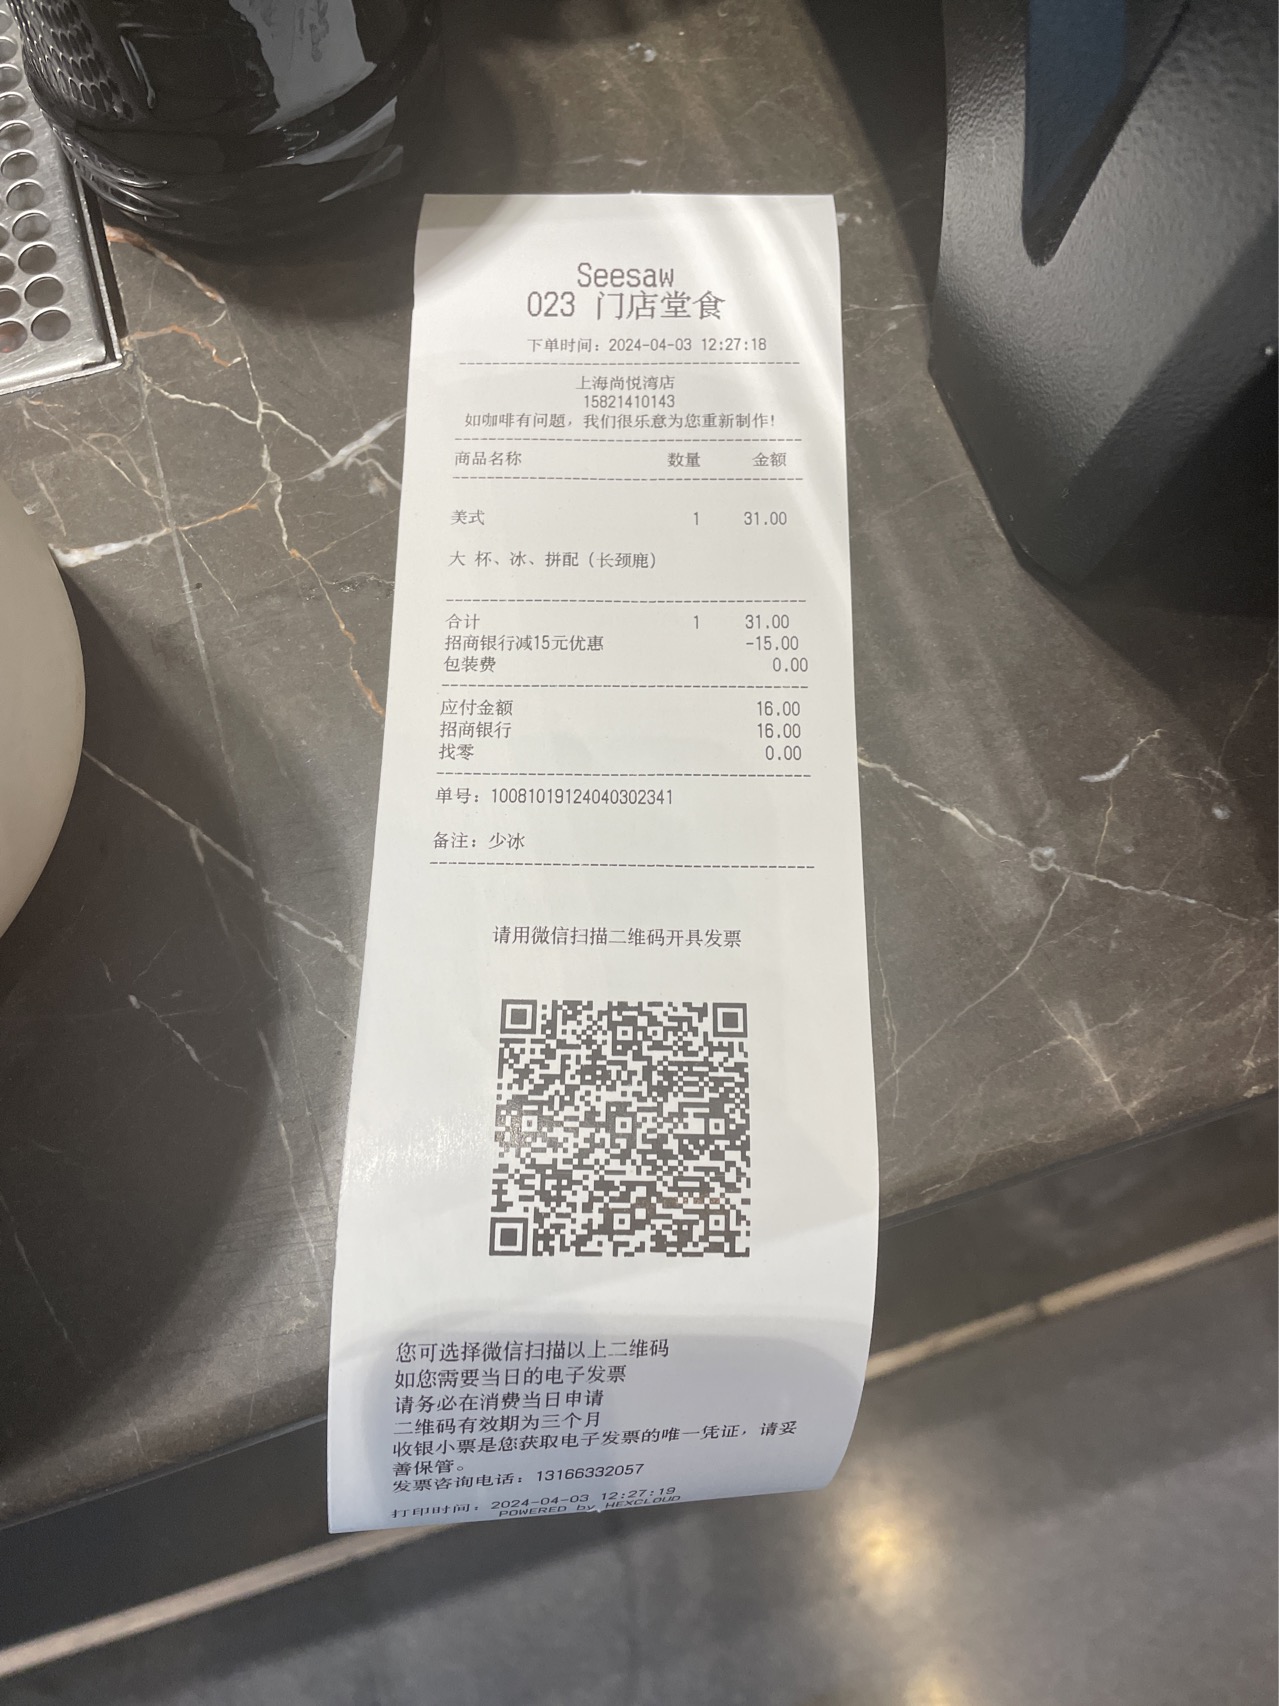 Seesaw
023 门店堂食
下单时间：2024-04-03 12:27:18
上海尚悦湾店
15821410143
如咖啡有问题，我们很乐意为您重新制作！
商品名称 数量 金额
美式 1 31.00
大 杯、冰、拼配（长颈鹿）
合计 1 31.00
招商银行减15元优惠 -15.00
包装费 0.00
应付金额 16.00
招商银行 16.00
找零 0.00
单号：10081019124040302341
备注：少冰
请用微信扫描二维码开具发票
您可选择微信扫描以上二维码
如您需要当日的电子发票
请务必在消费当日申请
二维码有效期为三个月
收银小票是您获取电子发票的唯一凭证，请妥
善保管。
发票咨询电话：13166332057
打印时间：2024-04-03 12:27:19
POWERED by HEXCLOUD